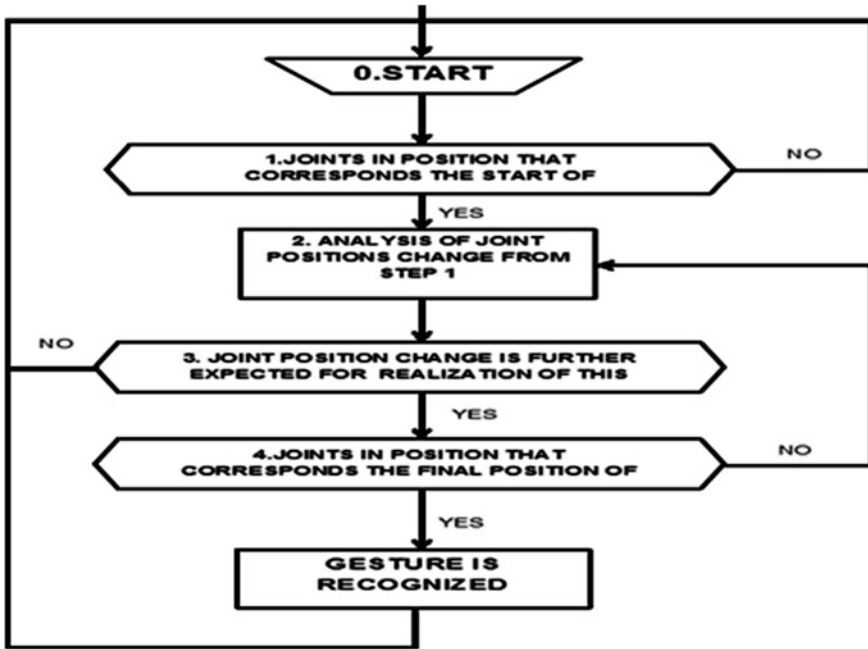 0.START
1.JOINTS IN POSITION THAT
CORRESPONDS THE START OF
NO
YES
2. ANALYSIS OF JOINT
POSITIONS CHANGE FROM
STEP 1
NO
3. JOINT POSITION CHANGE IS FURTHER
EXPECTED FOR REALIZATION OF THIS
YES
4.JOINTS IN POSITION THAT
CORRESPONDS THE FINAL POSITION OF
NO
YES
GESTURE IS
RECOGNIZED